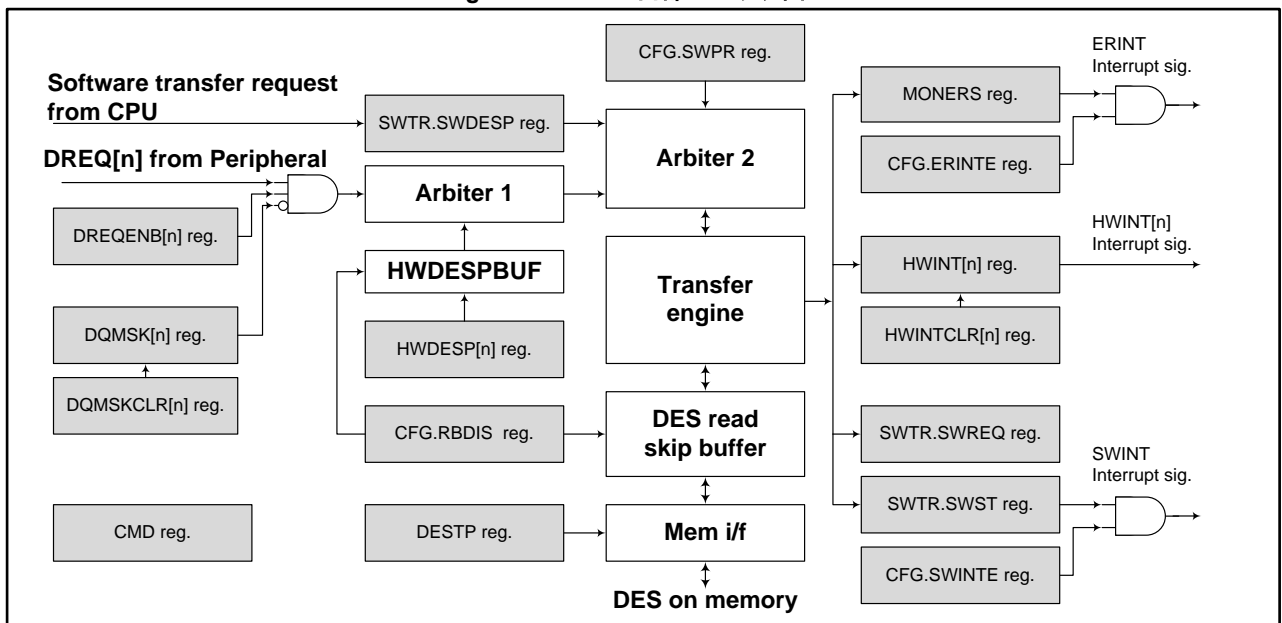 CFG.SWPR reg.
ERINT
Interrupt sig.
Software transfer request
from CPU
SWTR.SWDESP reg.
MONERS reg.
Arbiter 2
DREQ[n] from Peripheral
CFG.ERINTE reg.
Arbiter 1
DREQENB[n] reg.
HWINT[n]
Interrupt sig.
HWDESPBUF
HWINT[n] reg.
Transfer
engine
DQMSK[n] reg.
HWDESP[n] reg.
HWINTCLR[n] reg.
DQMSKCLR[n] reg.
CFG.RBDIS reg.
DES read
skip buffer
SWTR.SWREQ reg.
SWINT
Interrupt sig.
SWTR.SWST reg.
CMD reg.
DESTP reg.
Mem i/f
CFG.SWINTE reg.
DES on memory